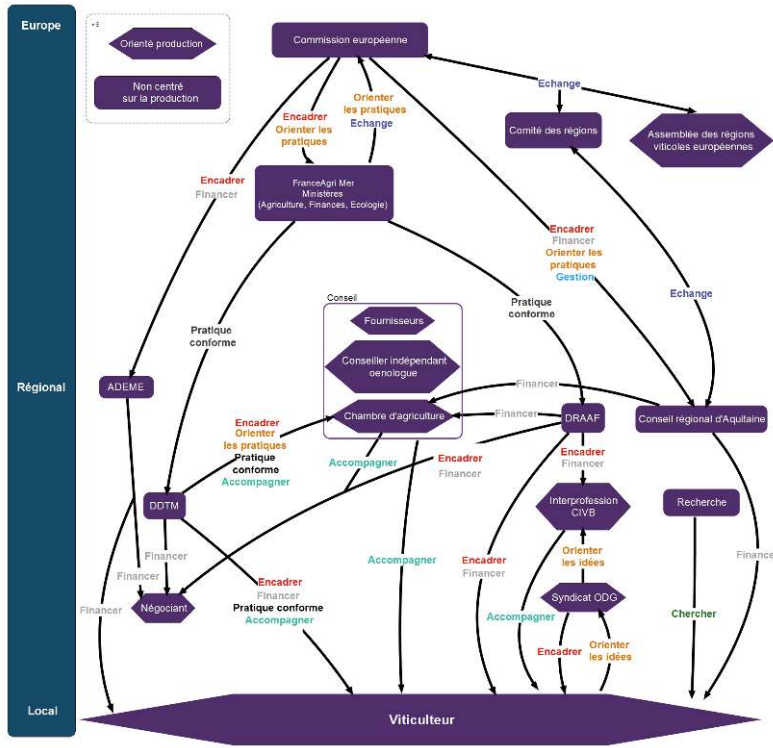 Europe
+3
Orienté production
Non centré
sur la production
Commission européenne
Echange
Comité des régions
Assemblée des régions
viticoles européennes
Orienter
les pratiques
Echange
Encadrer
Orienter les
pratiques
Encadrer
Financer
FranceAgri Mer
Ministères
(Agriculture, Finances, Ecologie)
Encadrer
Financer
Orienter les
pratiques
Gestion
Echange
Pratique
conforme
Pratique
conforme
Conseil
Fournisseurs
Conseiller indépendant
oenologue
Chambre d'agriculture
Régional
ADEME
Financer
Financer
DRAAF
Conseil régional d'Aquitaine
Encadrer
Orienter
les pratiques
Pratique
conforme
Accompagner
Accompagner
Encadrer
Financer
Encadrer
Financer
DDTM
Interprofession
CIVB
Recherche
Financer
Financer
Financer
Négociant
Financer
Encadrer
Financer
Pratique conforme
Accompagner
Accompagner
Encadrer
Financer
Orienter
les idées
Syndicat ODG
Accompagner
Encadrer
Orienter
les idées
Chercher
Local
Viticulteur